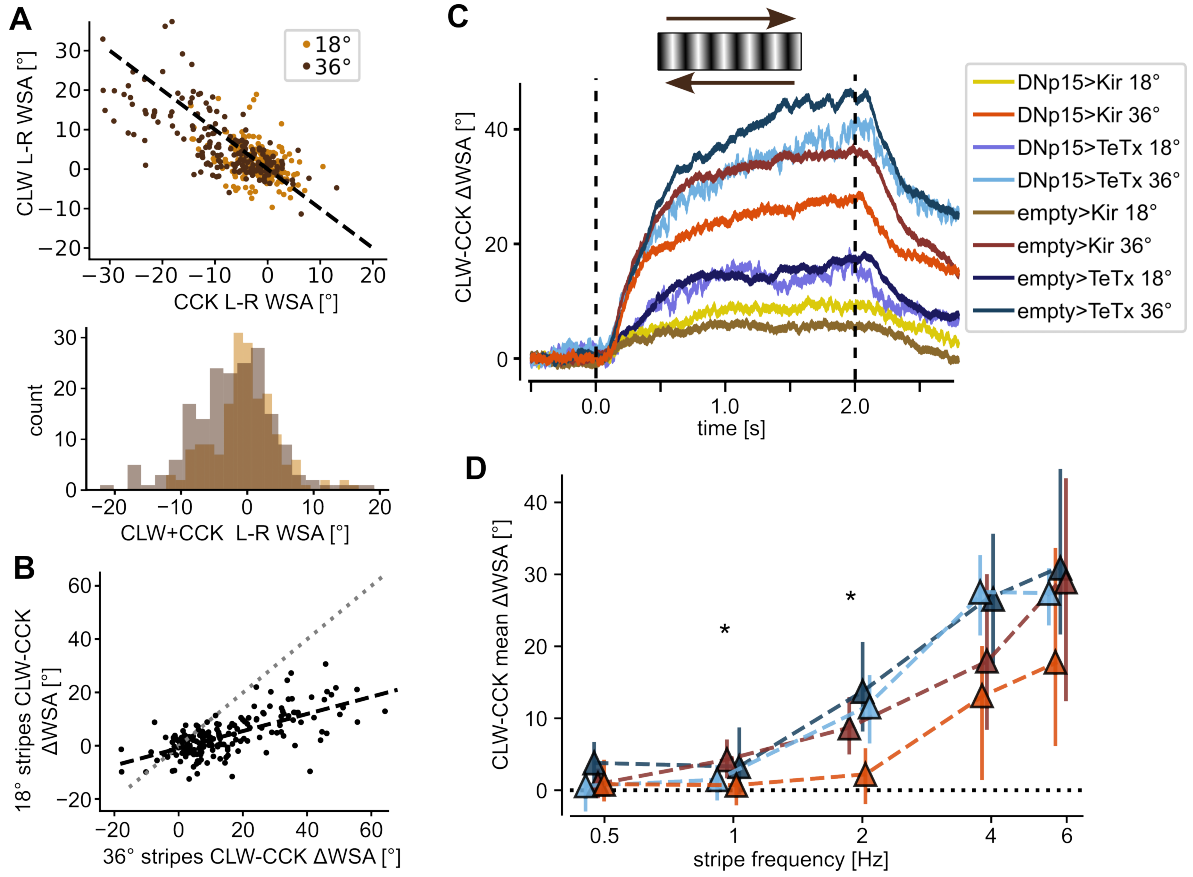 A
CLW L-R WSA [°]
30
20
10
0
−10
−20
18°
36°
−30 −20 −10 0 10 20
CCK L-R WSA [°]
count
30
20
10
0
−20 −10 0 10 20
CLW+CCK L-R WSA [°]
B
18° stripes CLW-CCK
ΔWSA [°]
60
40
20
0
−20
−20 0 20 40 60
36° stripes CLW-CCK ΔWSA [°]
C
CLW-CCK ΔWSA [°]
40
20
0
0.0 1.0 2.0
time [s]
DNp15>Kir 18°
DNp15>Kir 36°
DNp15>TeTx 18°
DNp15>TeTx 36°
empty>Kir 18°
empty>Kir 36°
empty>TeTx 18°
empty>TeTx 36°
D
CLW-CCK mean ΔWSA [°]
40
30
20
10
0
*
*
0.5 1 2 4 6
stripe frequency [Hz]